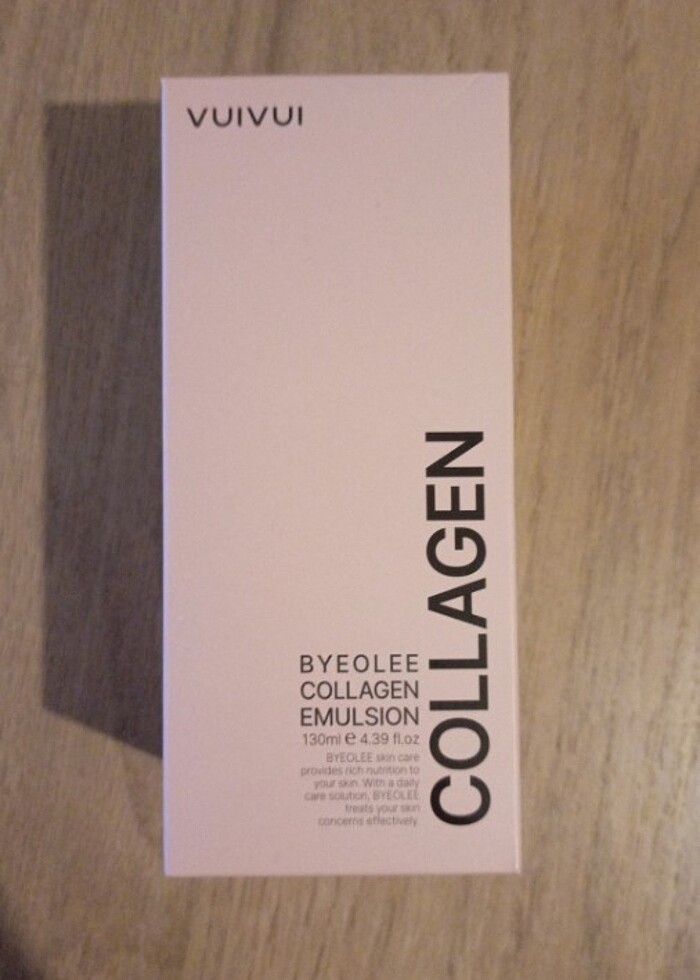 VUIVUI
COLLAGEN
BYEOLEE
COLLAGEN
EMULSION
130ml ℮ 4.39 fl.oz
BYEOLEE skin care
provides rich nutrition to
your skin. With a daily
care solution, BYEOLEE
treats your skin
concerns effectively.